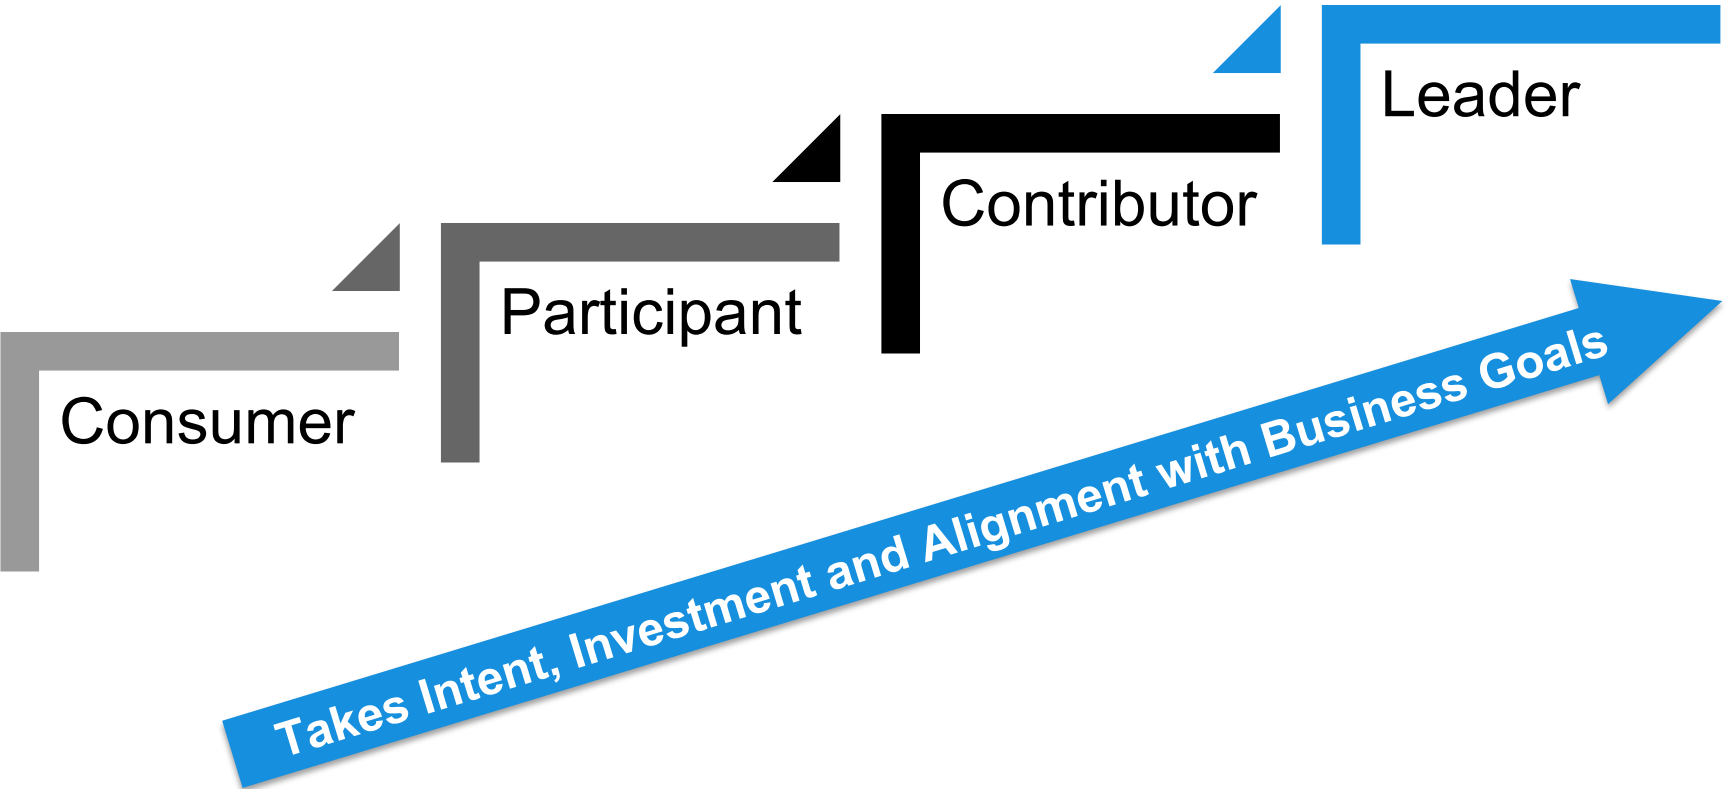 Leader
Contributor
Participant
Consumer
Takes Intent, Investment and Alignment with Business Goals